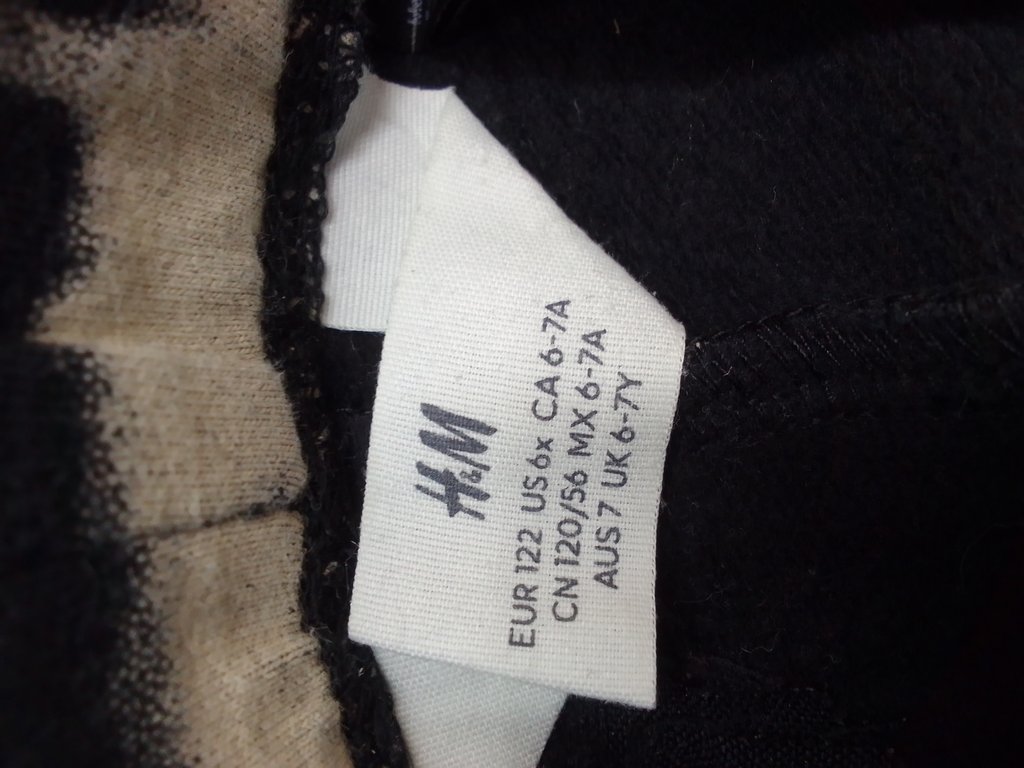 H&M
EUR 122 US 6x CA 6-7A
CN 120/56 MX 6-7A
AUS 7 UK 6-7Y